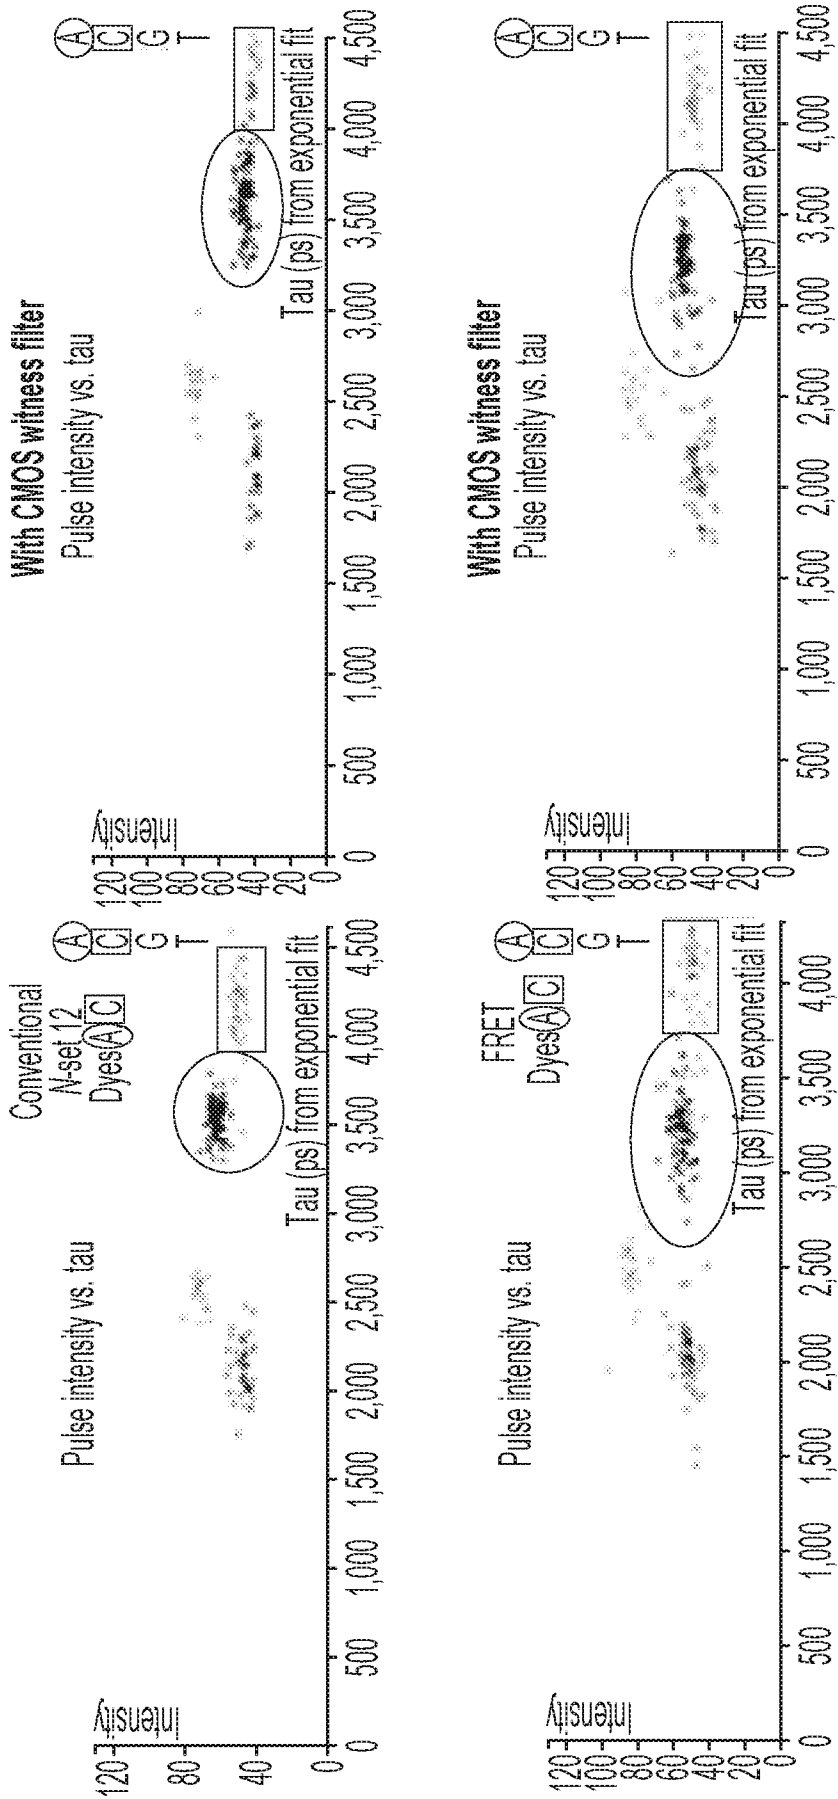 Conventional
N-set 12
Dyes A C
Pulse intensity vs. tau
Intensity
120
80
40
0
A
C
G
T
Tau (ps) from exponential fit
0 500 1,000 1,500 2,000 2,500 3,000 3,500 4,000 4,500
With CMOS witness filter
Pulse intensity vs. tau
Intensity
120
100
80
60
40
20
0
A
C
G
T
Tau (ps) from exponential fit
0 500 1,000 1,500 2,000 2,500 3,000 3,500 4,000 4,500
FRET
Dyes A C
Pulse intensity vs. tau
Intensity
120
100
80
60
40
20
0
A
C
G
T
Tau (ps) from exponential fit
0 500 1,000 1,500 2,000 2,500 3,000 3,500 4,000
With CMOS witness filter
Pulse intensity vs. tau
Intensity
120
100
80
60
40
20
0
A
C
G
T
Tau (ps) from exponential fit
0 500 1,000 1,500 2,000 2,500 3,000 3,500 4,000 4,500